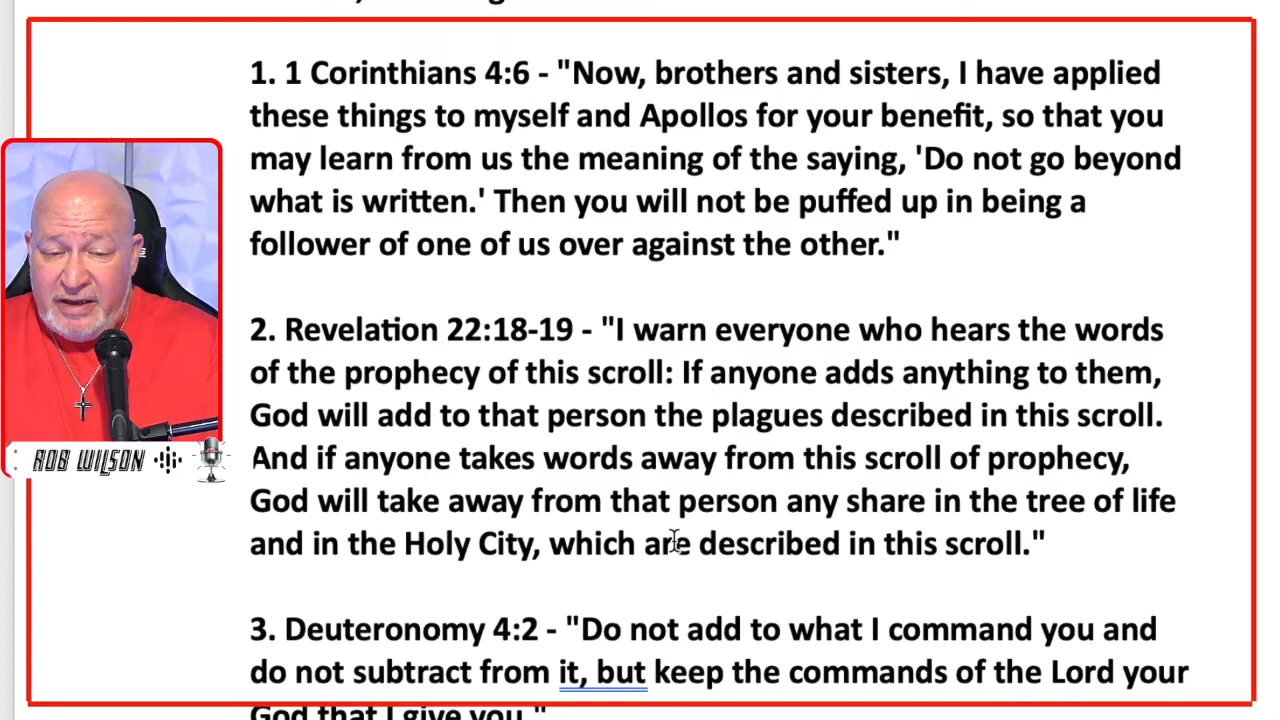 1. 1 Corinthians 4:6 - "Now, brothers and sisters, I have applied
these things to myself and Apollos for your benefit, so that you
may learn from us the meaning of the saying, 'Do not go beyond
what is written.' Then you will not be puffed up in being a
follower of one of us over against the other."
2. Revelation 22:18-19 - "I warn everyone who hears the words
of the prophecy of this scroll: If anyone adds anything to them,
God will add to that person the plagues described in this scroll.
And if anyone takes words away from this scroll of prophecy,
God will take away from that person any share in the tree of life
and in the Holy City, which are described in this scroll."
3. Deuteronomy 4:2 - "Do not add to what I command you and
do not subtract from it, but keep the commands of the Lord your
God that I give you."
ROB WILSON